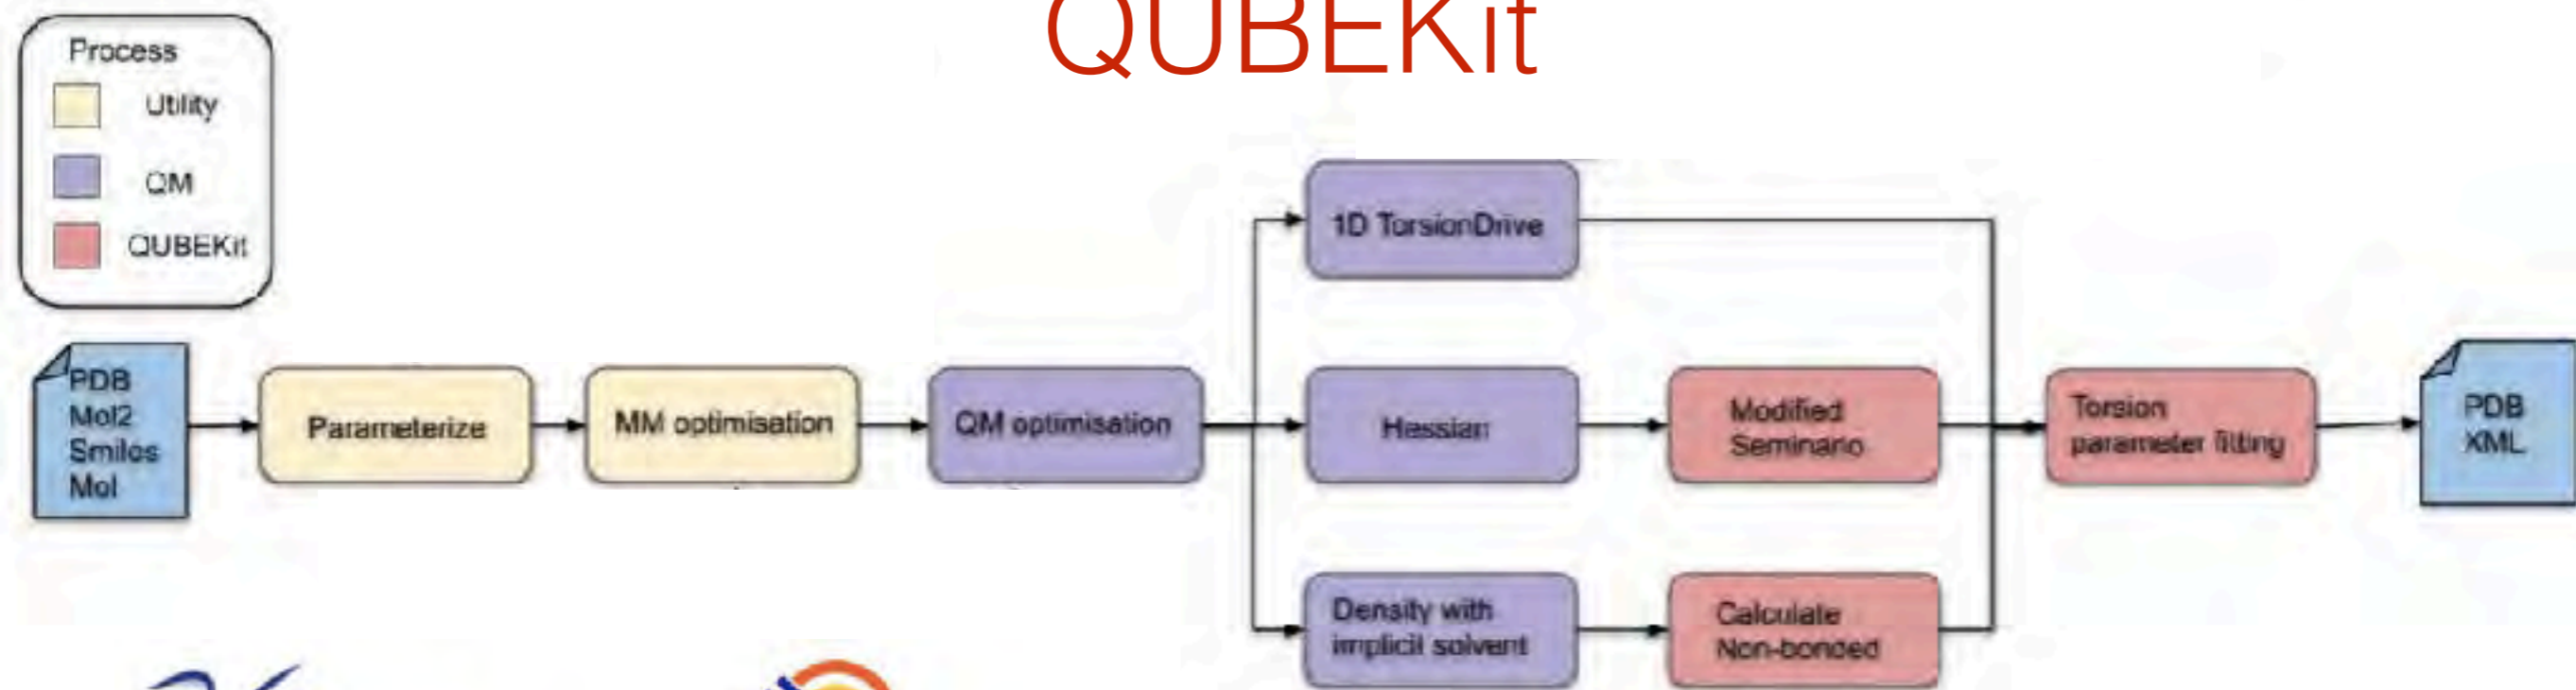 QUBEKit
Process
Utility
QM
QUBEKit
PDB
Mol2
Smiles
Mol
Parameterize
MM optimisation
QM optimisation
1D TorsionDrive
Hessian
Density with
implicit solvent
Modified
Seminario
Calculate
Non-bonded
Torsion
parameter fitting
PDB
XML